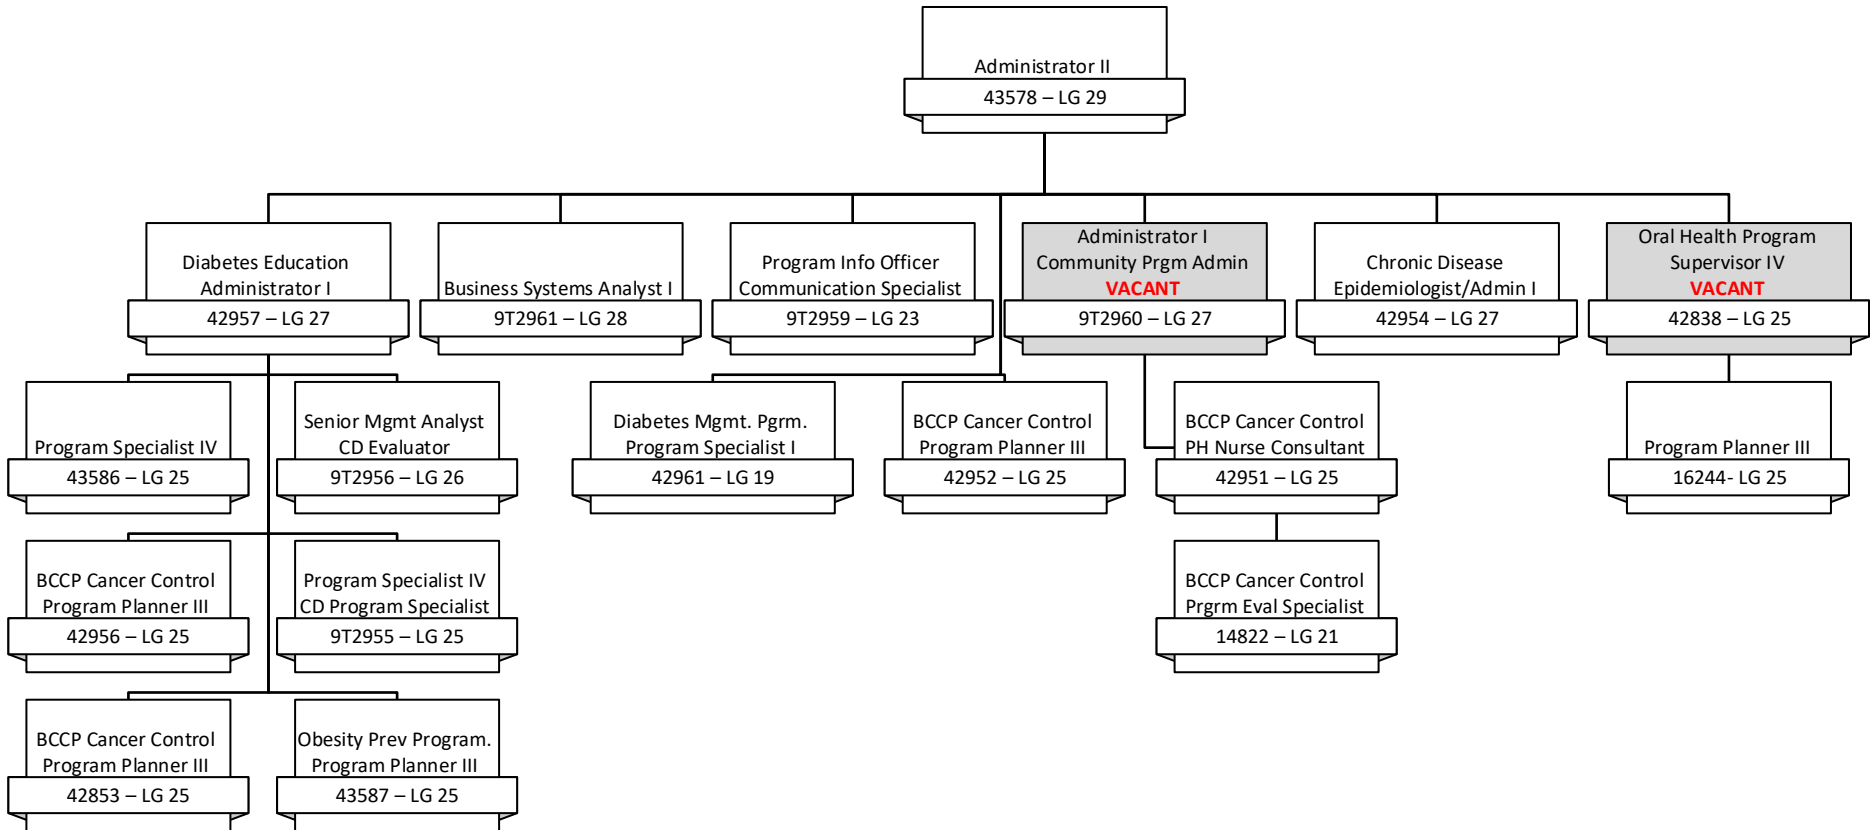 Administrator II
43578 – LG 29
Diabetes Education
Administrator I
42957 – LG 27
Business Systems Analyst I
9T2961 – LG 28
Program Info Officer
Communication Specialist
9T2959 – LG 23
Administrator I
Community Prgm Admin
VACANT
9T2960 – LG 27
Chronic Disease
Epidemiologist/Admin I
42954 – LG 27
Oral Health Program
Supervisor IV
VACANT
42838 – LG 25
Program Specialist IV
43586 – LG 25
Senior Mgmt Analyst
CD Evaluator
9T2956 – LG 26
Diabetes Mgmt. Pgrm.
Program Specialist I
42961 – LG 19
BCCP Cancer Control
Program Planner III
42952 – LG 25
BCCP Cancer Control
PH Nurse Consultant
42951 – LG 25
Program Planner III
16244- LG 25
BCCP Cancer Control
Program Planner III
42956 – LG 25
Program Specialist IV
CD Program Specialist
9T2955 – LG 25
BCCP Cancer Control
Prgrm Eval Specialist
14822 – LG 21
BCCP Cancer Control
Program Planner III
42853 – LG 25
Obesity Prev Program.
Program Planner III
43587 – LG 25